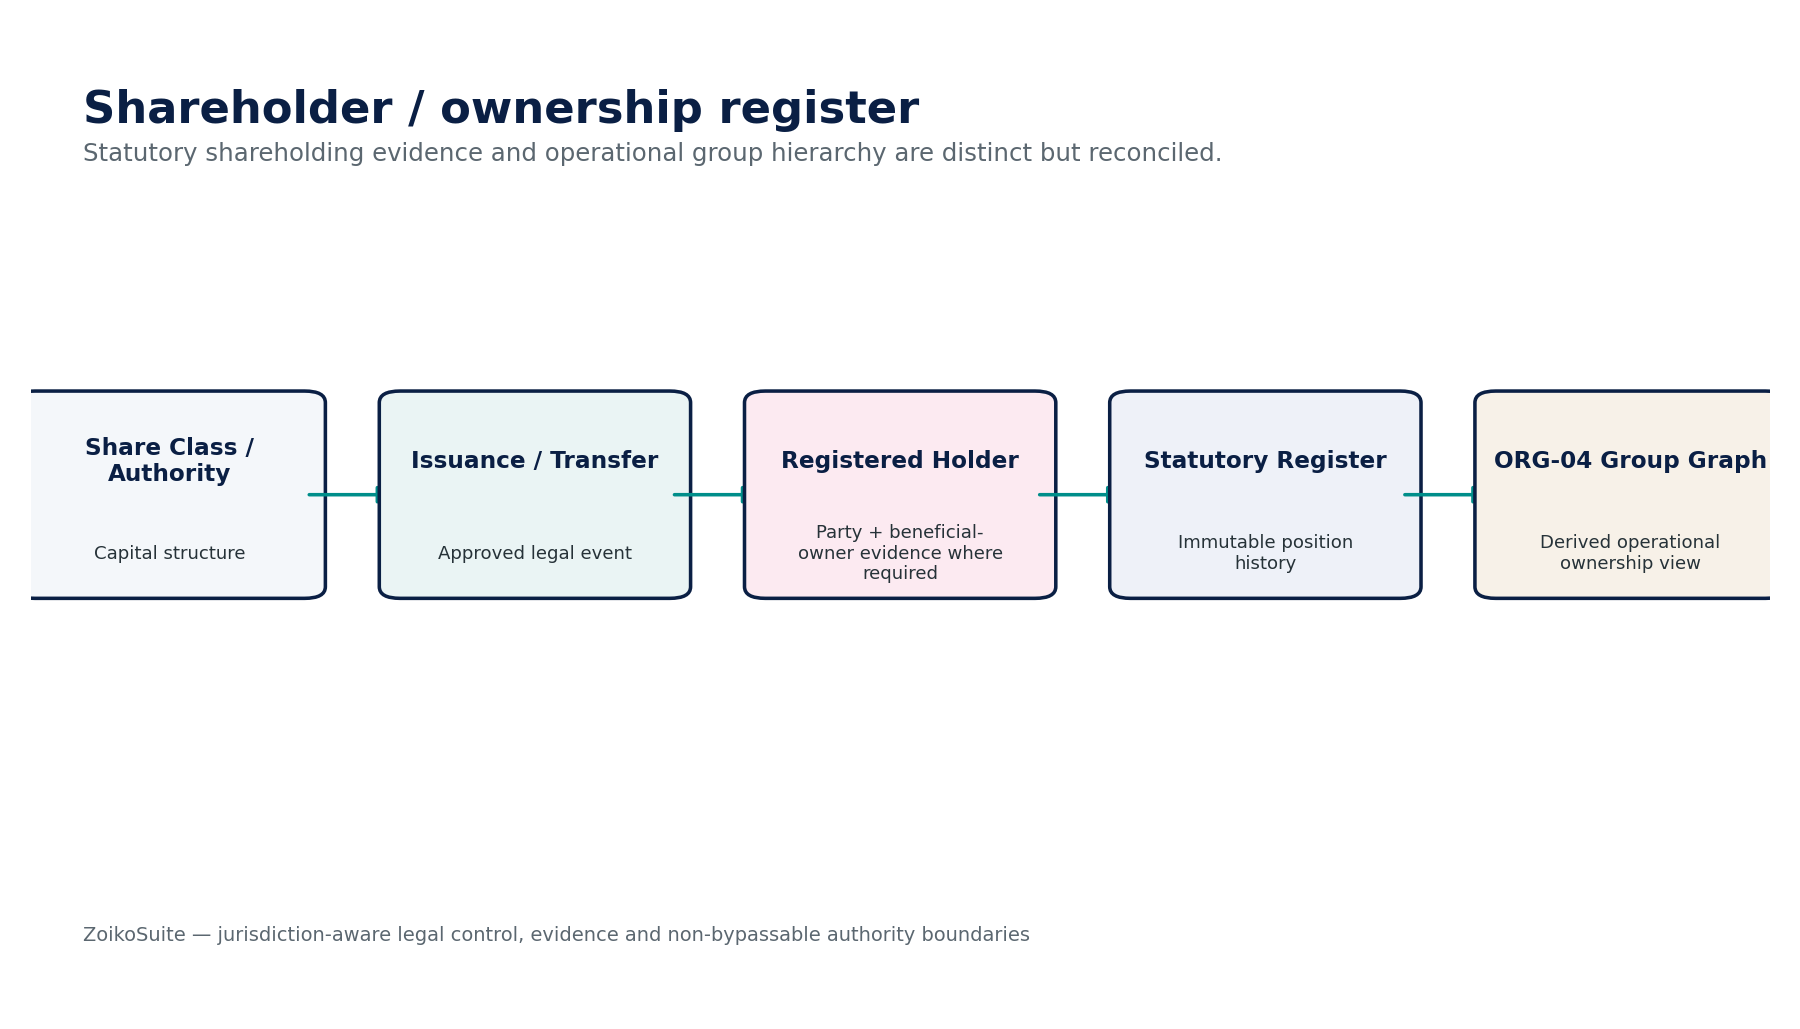 Shareholder / ownership register
Statutory shareholding evidence and operational group hierarchy are distinct but reconciled.
Share Class /
Authority
Capital structure
Issuance / Transfer
Approved legal event
Registered Holder
Party + beneficial-
owner evidence where
required
Statutory Register
Immutable position
history
ORG-04 Group Graph
Derived operational
ownership view
ZoikoSuite — jurisdiction-aware legal control, evidence and non-bypassable authority boundaries